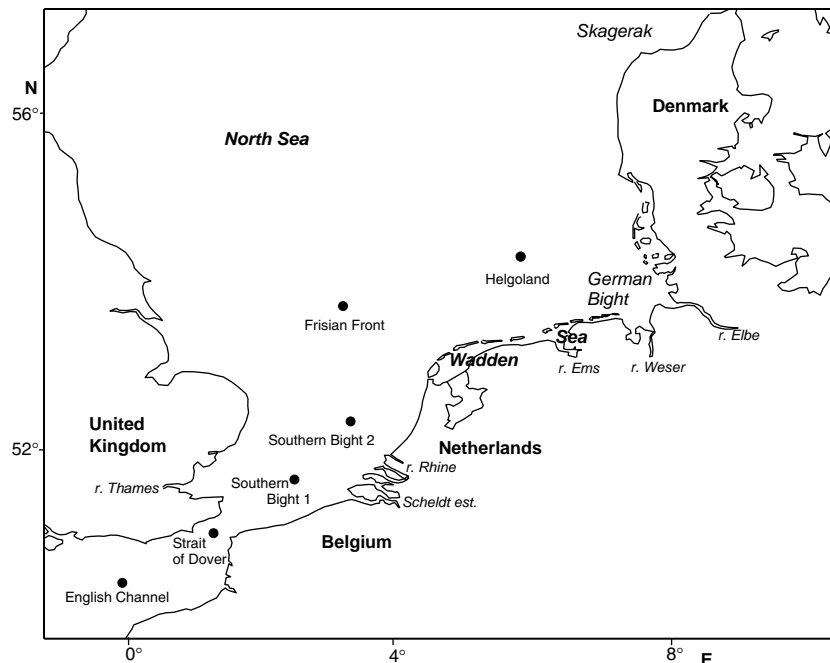 Skagerak
N
Denmark
56°
North Sea
Helgoland
German
Bight
Frisian Front
Sea
r. Elbe
Wadden
r. Ems
r. Weser
United
Kingdom
Southern Bight 2
Netherlands
52°
r. Rhine
r. Thames
Southern
Bight 1
Scheldt est.
Strait
of Dover
Belgium
English Channel
0°
4°
8°
E